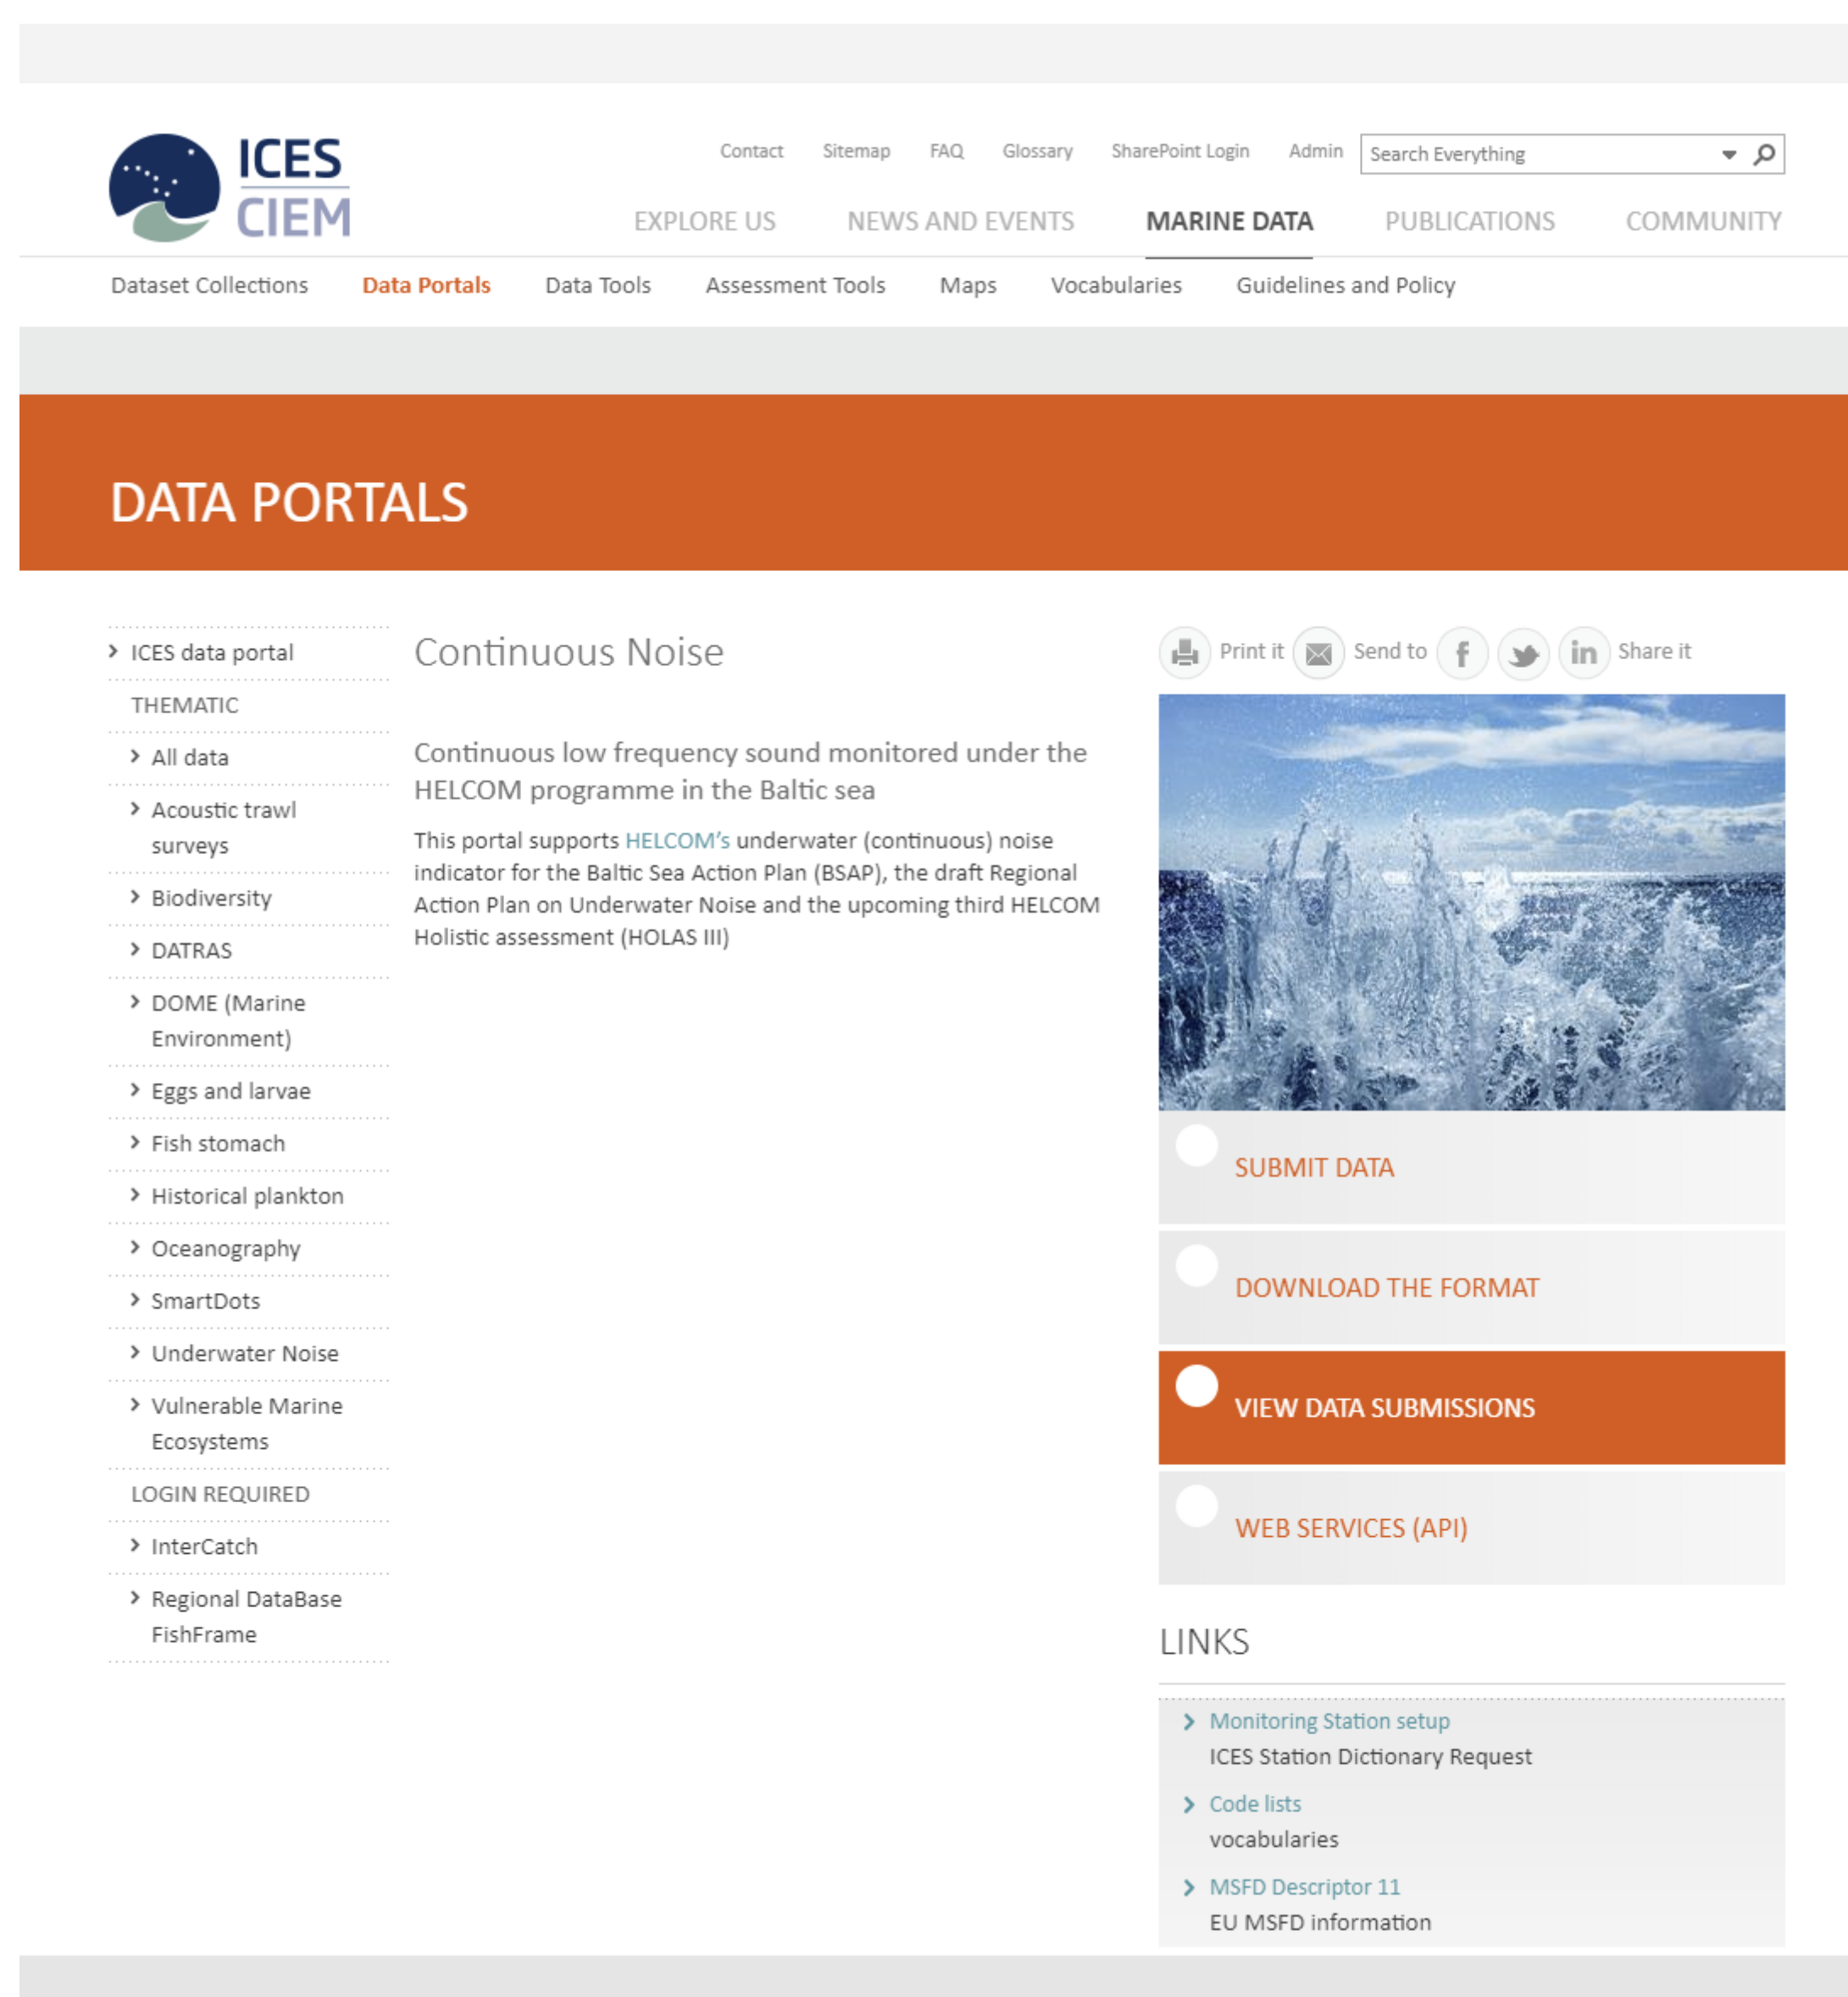 ICES
CIEM
Contact Sitemap FAQ Glossary SharePoint Login Admin Search Everything
EXPLORE US NEWS AND EVENTS MARINE DATA PUBLICATIONS COMMUNITY
Dataset Collections Data Portals Data Tools Assessment Tools Maps Vocabularies Guidelines and Policy
DATA PORTALS
ICES data portal
THEMATIC
All data
Acoustic trawl
surveys
Biodiversity
DATRAS
DOME (Marine
Environment)
Eggs and larvae
Fish stomach
Historical plankton
Oceanography
SmartDots
Underwater Noise
Vulnerable Marine
Ecosystems
LOGIN REQUIRED
InterCatch
Regional DataBase
FishFrame
Continuous Noise
Continuous low frequency sound monitored under the
HELCOM programme in the Baltic sea
This portal supports HELCOM's underwater (continuous) noise
indicator for the Baltic Sea Action Plan (BSAP), the draft Regional
Action Plan on Underwater Noise and the upcoming third HELCOM
Holistic assessment (HOLAS III)
Print it Send to f in Share it
SUBMIT DATA
DOWNLOAD THE FORMAT
VIEW DATA SUBMISSIONS
WEB SERVICES (API)
LINKS
Monitoring Station setup
ICES Station Dictionary Request
Code lists
vocabularies
MSFD Descriptor 11
EU MSFD information